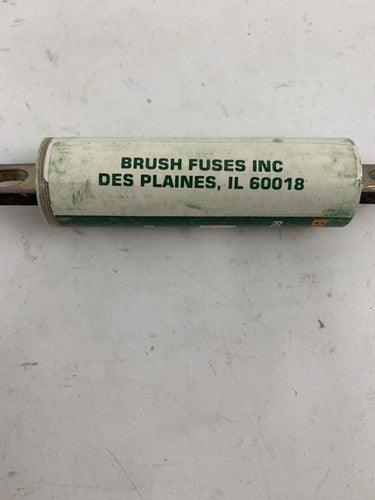 BRUSH FUSES INC
DES PLAINES, IL 60018